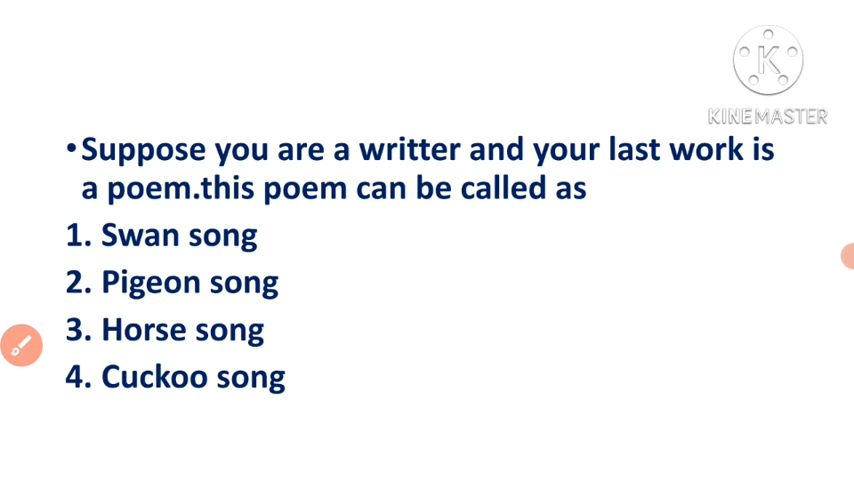 K
KINEMASTER
•Suppose you are a writter and your last work is
a poem.this poem can be called as
1. Swan song
2. Pigeon song
3. Horse song
4. Cuckoo song